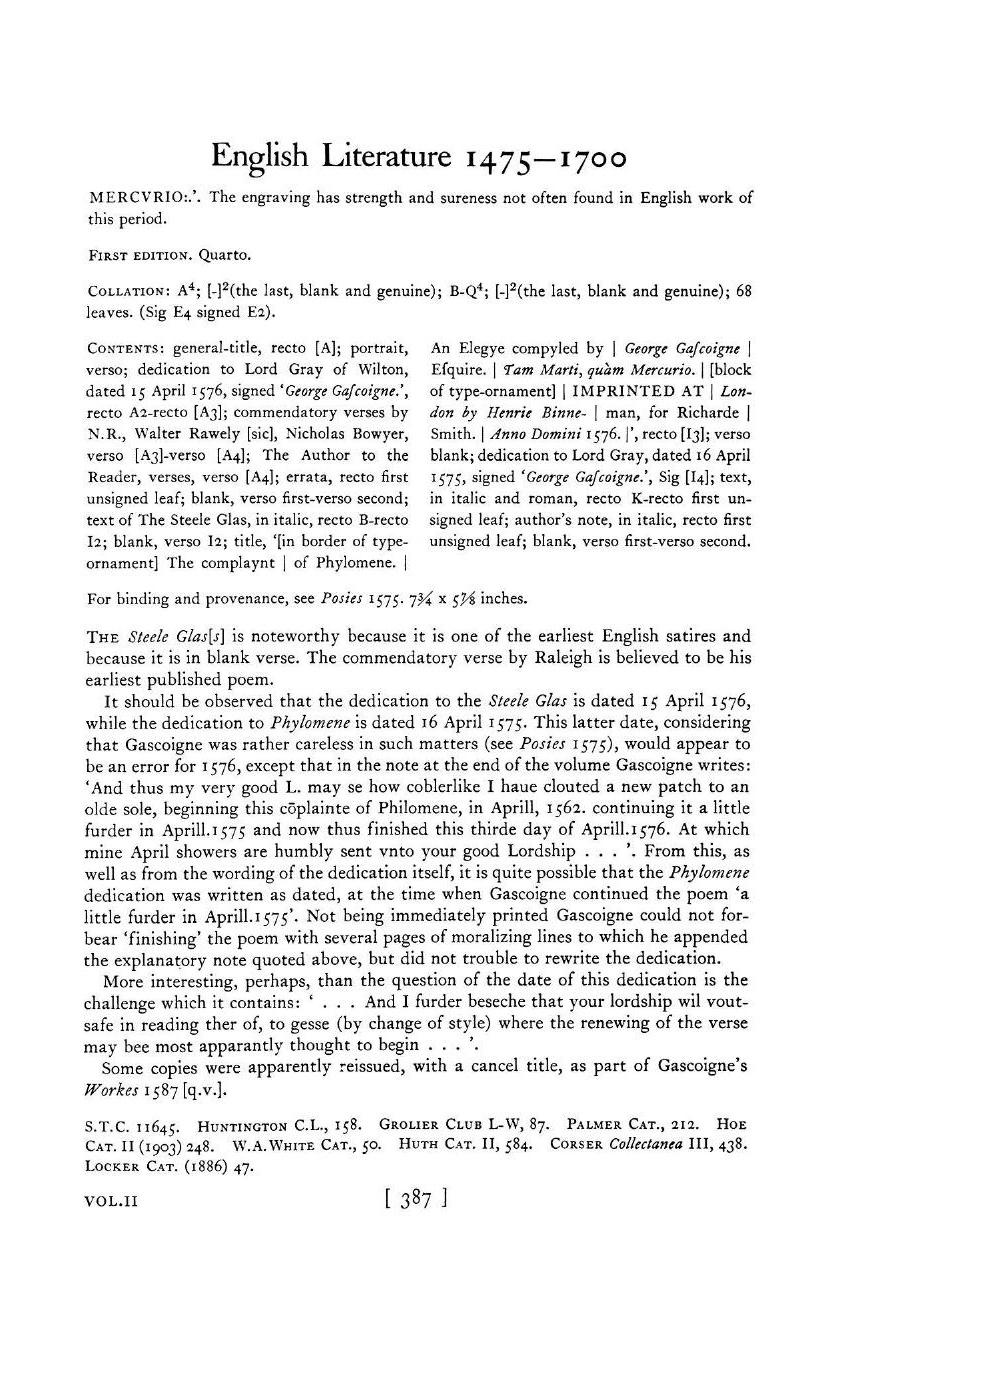 English Literature 1475–1700
MERCVRIO:.’. The engraving has strength and sureness not often found in English work of
this period.
First edition. Quarto.
Collation: A⁴; [-]²(the last, blank and genuine); B-Q⁴; [-]²(the last, blank and genuine); 68
leaves. (Sig E4 signed E2).
Contents: general-title, recto [A]; portrait,
verso; dedication to Lord Gray of Wilton,
dated 15 April 1576, signed ‘George Gaſcoigne.’,
recto A2-recto [A3]; commendatory verses by
N.R., Walter Rawely [sic], Nicholas Bowyer,
verso [A3]-verso [A4]; The Author to the
Reader, verses, verso [A4]; errata, recto first
unsigned leaf; blank, verso first-verso second;
text of The Steele Glas, in italic, recto B-recto
I2; blank, verso I2; title, ‘[in border of type-
ornament] The complaynt | of Phylomene. |
An Elegye compyled by | George Gaſcoigne |
Eſquire. | Tam Marti, quàm Mercurio. | [block
of type-ornament] | IMPRINTED AT | Lon-
don by Henrie Binne- | man, for Richarde |
Smith. | Anno Domini 1576. |’, recto [I3]; verso
blank; dedication to Lord Gray, dated 16 April
1575, signed ‘George Gaſcoigne.’, Sig [I4]; text,
in italic and roman, recto K-recto first un-
signed leaf; author’s note, in italic, recto first
unsigned leaf; blank, verso first-verso second.
For binding and provenance, see Posies 1575. 7¾ x 5⅞ inches.
The Steele Glas[s] is noteworthy because it is one of the earliest English satires and
because it is in blank verse. The commendatory verse by Raleigh is believed to be his
earliest published poem.
It should be observed that the dedication to the Steele Glas is dated 15 April 1576,
while the dedication to Phylomene is dated 16 April 1575. This latter date, considering
that Gascoigne was rather careless in such matters (see Posies 1575), would appear to
be an error for 1576, except that in the note at the end of the volume Gascoigne writes:
‘And thus my very good L. may se how coblerlike I haue clouted a new patch to an
olde sole, beginning this cōplainte of Philomene, in Aprill, 1562. continuing it a little
furder in Aprill.1575 and now thus finished this thirde day of Aprill.1576. At which
mine April showers are humbly sent vnto your good Lordship . . . ’. From this, as
well as from the wording of the dedication itself, it is quite possible that the Phylomene
dedication was written as dated, at the time when Gascoigne continued the poem ‘a
little furder in Aprill.1575’. Not being immediately printed Gascoigne could not for-
bear ‘finishing’ the poem with several pages of moralizing lines to which he appended
the explanatory note quoted above, but did not trouble to rewrite the dedication.
More interesting, perhaps, than the question of the date of this dedication is the
challenge which it contains: ‘ . . . And I furder beseche that your lordship wil vout-
safe in reading ther of, to gesse (by change of style) where the renewing of the verse
may bee most apparantly thought to begin . . . ’.
Some copies were apparently reissued, with a cancel title, as part of Gascoigne’s
Workes 1587 [q.v.].
S.T.C. 11645. Huntington C.L., 158. Grolier Club L-W, 87. Palmer Cat., 212. Hoe
Cat. II (1903) 248. W.A.White Cat., 50. Huth Cat. II, 584. Corser Collectanea III, 438.
Locker Cat. (1886) 47.
VOL.II
[ 387 ]